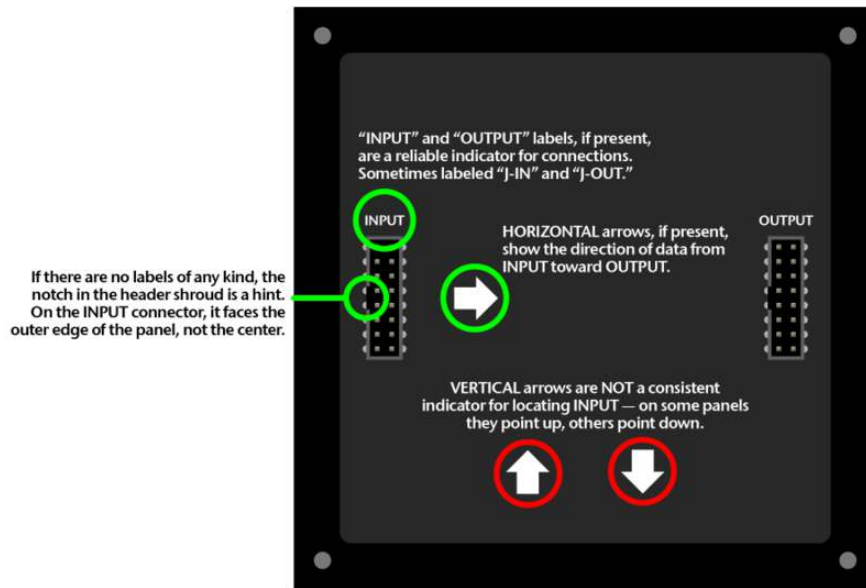 “INPUT” and “OUTPUT” labels, if present,
are a reliable indicator for connections.
Sometimes labeled “J-IN” and “J-OUT.”
INPUT
OUTPUT
HORIZONTAL arrows, if present,
show the direction of data from
INPUT toward OUTPUT.
If there are no labels of any kind, the
notch in the header shroud is a hint.
On the INPUT connector, it faces the
outer edge of the panel, not the center.
VERTICAL arrows are NOT a consistent
indicator for locating INPUT — on some panels
they point up, others point down.